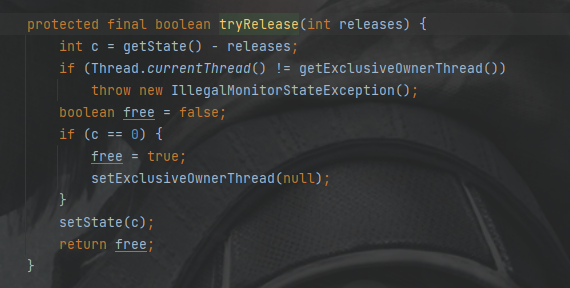 protected final boolean tryRelease(int releases) {
    int c = getState() - releases;
    if (Thread.currentThread() != getExclusiveOwnerThread())
        throw new IllegalMonitorStateException();
    boolean free = false;
    if (c == 0) {
        free = true;
        setExclusiveOwnerThread(null);
    }
    setState(c);
    return free;
}